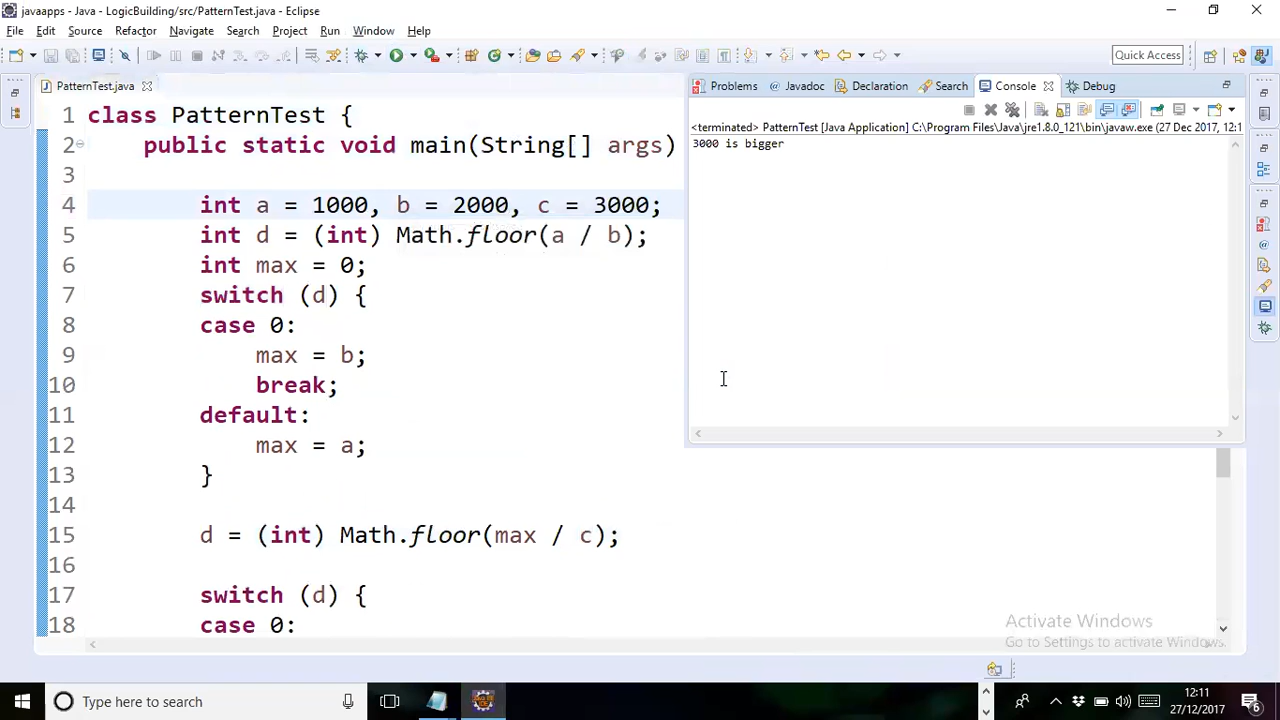 javaapps - Java - LogicBuilding/src/PatternTest.java - Eclipse
File Edit Source Refactor Navigate Search Project Run Window Help
Quick Access
PatternTest.java
Problems Javadoc Declaration Search Console Debug
<terminated> PatternTest [Java Application] C:\Program Files\Java\jre1.8.0_121\bin\javaw.exe (27 Dec 2017, 12:1
3000 is bigger
1 class PatternTest {
2 public static void main(String[] args)
3
4 int a = 1000, b = 2000, c = 3000;
5 int d = (int) Math.floor(a / b);
6 int max = 0;
7 switch (d) {
8 case 0:
9 max = b;
10 break;
11 default:
12 max = a;
13 }
14
15 d = (int) Math.floor(max / c);
16
17 switch (d) {
18 case 0:
Activate Windows
Go to Settings to activate Windows.
Type here to search
12:11
27/12/2017
6